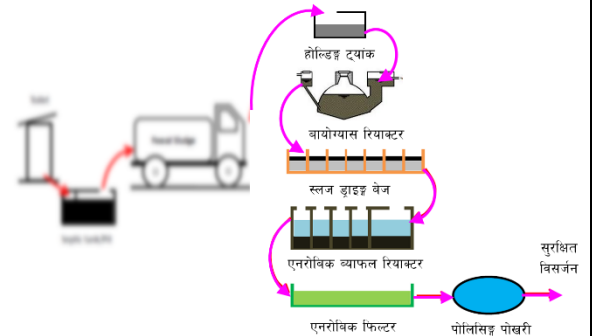 होल्डिङ्ग ट्यांक
बायोग्यास रियाक्टर
स्लज ड्राइङ्ग वेज
एनरोबिक ब्याफल रियाक्टर
एनरोबिक फिल्टर
पोलिसिङ्ग पोखरी
सुरक्षित
विसर्जन